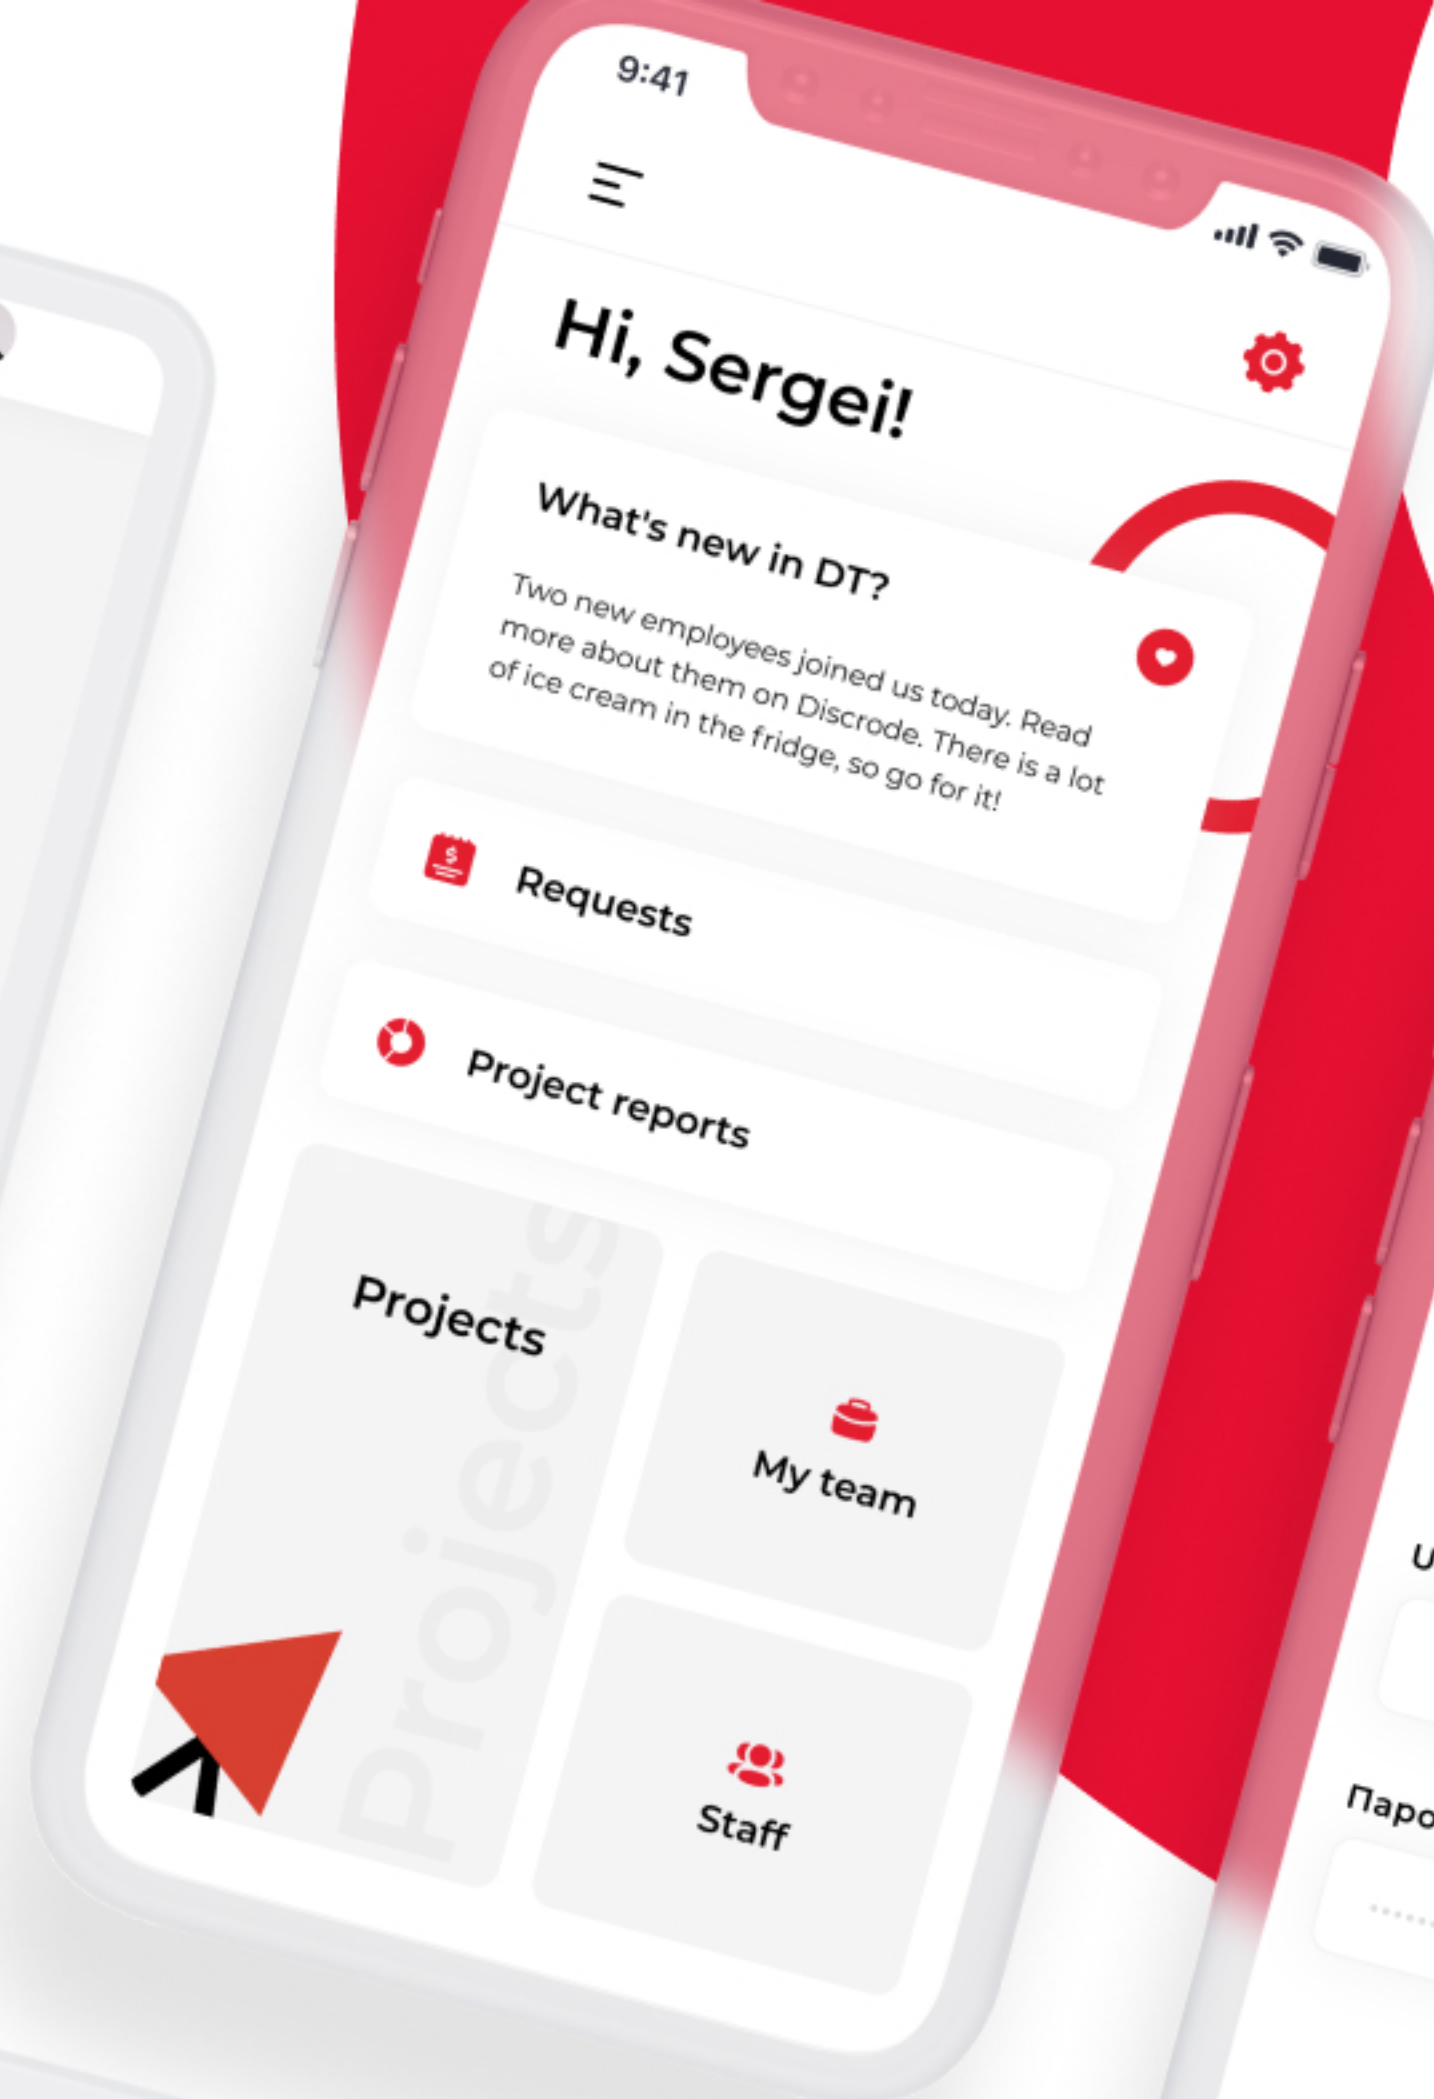 9:41
Hi, Sergei!
What's new in DT?
Two new employees joined us today. Read
more about them on Discrode. There is a lot
of ice cream in the fridge, so go for it!
Requests
Project reports
Projects
Projects
My team
Staff